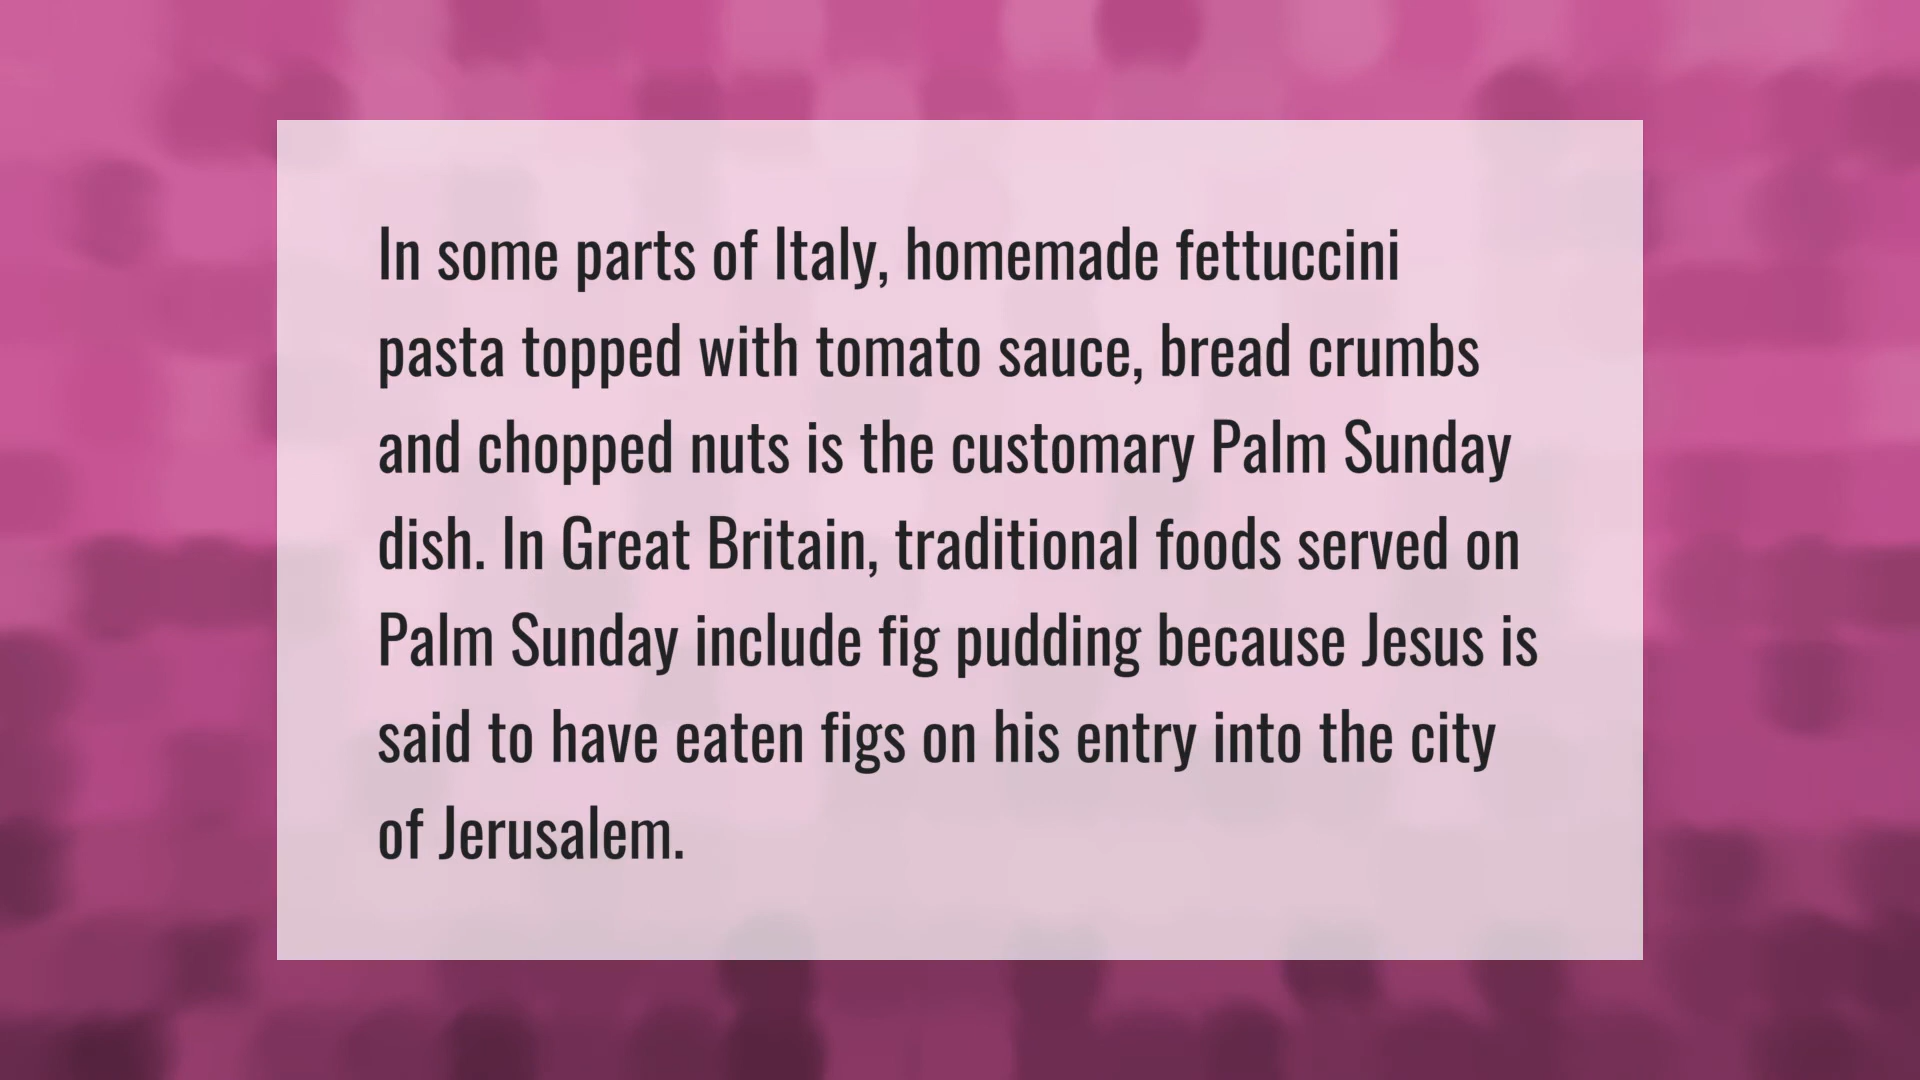 In some parts of Italy, homemade fettuccini
pasta topped with tomato sauce, bread crumbs
and chopped nuts is the customary Palm Sunday
dish. In Great Britain, traditional foods served on
Palm Sunday include fig pudding because Jesus is
said to have eaten figs on his entry into the city
of Jerusalem.